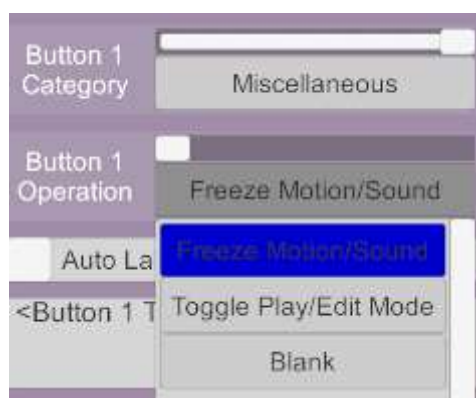 Button 1
Category
Miscellaneous
Button 1
Operation
Freeze Motion/Sound
Freeze Motion/Sound
Auto La
Toggle Play/Edit Mode
<Button 1 T
Blank